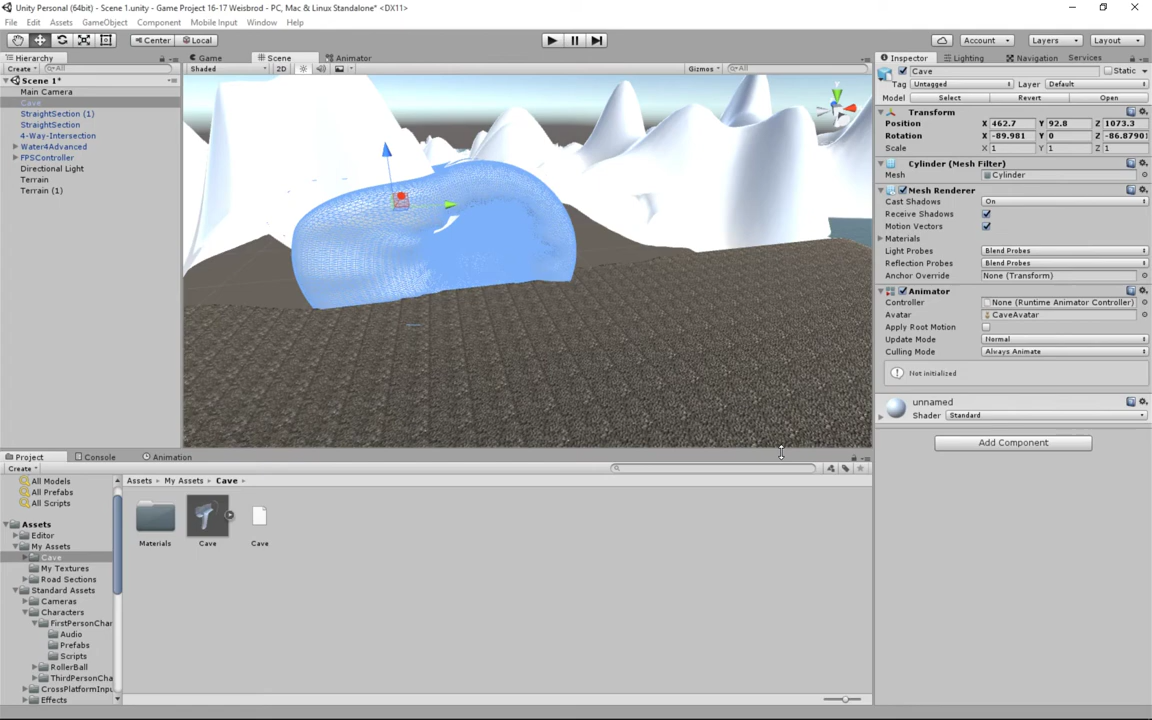 Unity Personal (64bit) - Scene 1.unity - Game Project 16-17 Weisbrod - PC, Mac & Linux Standalone* <DX11>
File Edit Assets GameObject Component Mobile Input Window Help
Center Local Account Layers Layout
Hierarchy Game Scene Animator Inspector Lighting Navigation Services
Create All Shaded 2D Gizmos All Cave Static
Scene 1* Tag Untagged Layer Default
Main Camera Model Select Revert Open
Cave Transform
StraightSection (1) Position X 462.7 Y 92.8 Z 1073.3
StraightSection Rotation X -89.981 Y 0 Z -86.8790
4-Way-Intersection Scale X 1 Y 1 Z 1
Water4Advanced
FPSController Cylinder (Mesh Filter)
Directional Light Mesh Cylinder
Terrain
Terrain (1) Mesh Renderer
Cast Shadows On
Receive Shadows
Motion Vectors
Materials
Light Probes Blend Probes
Reflection Probes Blend Probes
Anchor Override None (Transform)
Animator
Controller None (Runtime Animator Controller)
Avatar CaveAvatar
Apply Root Motion
Update Mode Normal
Culling Mode Always Animate
Not initialized
unnamed
Shader Standard
Add Component
Project Console Animation
Create
All Models Assets My Assets Cave
All Prefabs
All Scripts
Assets
Editor
My Assets Materials Cave Cave
Cave
My Textures
Road Sections
Standard Assets
Cameras
Characters
FirstPersonChar
Audio
Prefabs
Scripts
RollerBall
ThirdPersonCha
CrossPlatformInpu
Effects